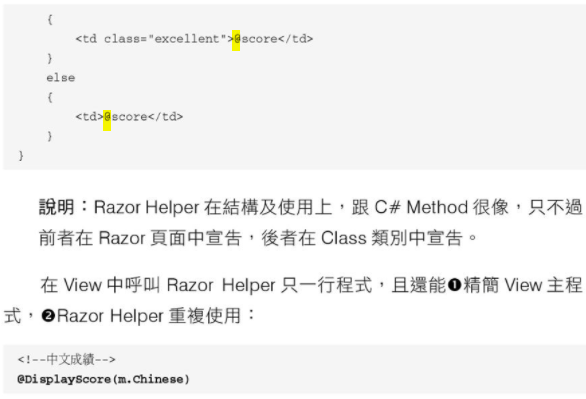 {
<td class="excellent">@score</td>
}
else
{
<td>@score</td>
}
}
說明：Razor Helper 在結構及使用上，跟 C# Method 很像，只不過
前者在 Razor 頁面中宣告，後者在 Class 類別中宣告。
在 View 中呼叫 Razor Helper 只一行程式，且還能❶精簡 View 主程
式，❷Razor Helper 重複使用：
<!--中文成績-->
@DisplayScore(m.Chinese)